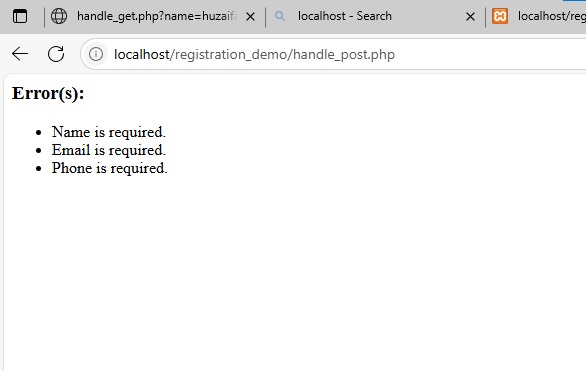 handle_get.php?name=huzaif
localhost - Search
localhost/reg
localhost/registration_demo/handle_post.php
Error(s):
Name is required.
Email is required.
Phone is required.